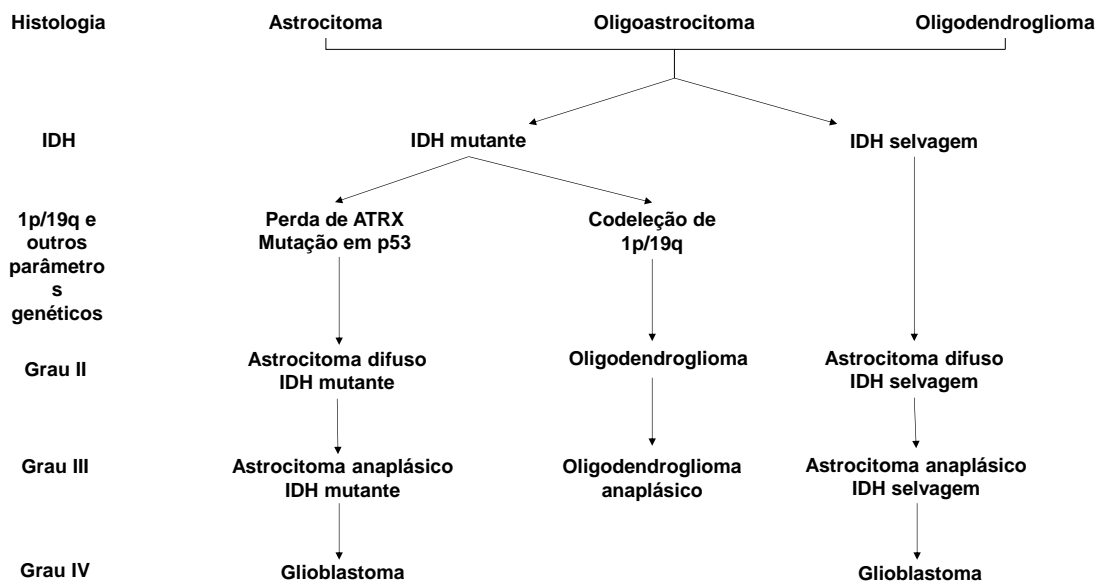 Histologia
Astrocitoma
Oligoastrocitoma
Oligodendroglioma
IDH
IDH mutante
IDH selvagem
1p/19q e
outros
parâmetro
s
genéticos
Perda de ATRX
Mutação em p53
Codeleção de
1p/19q
Grau II
Astrocitoma difuso
IDH mutante
Oligodendroglioma
Astrocitoma difuso
IDH selvagem
Grau III
Astrocitoma anaplásico
IDH mutante
Oligodendroglioma
anaplásico
Astrocitoma anaplásico
IDH selvagem
Grau IV
Glioblastoma
Glioblastoma